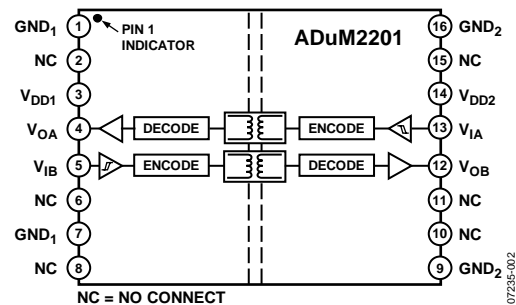 GND1 1 PIN 1 INDICATOR ADuM2201 16 GND2
NC 2 15 NC
VDD1 3 14 VDD2
VOA 4 DECODE ENCODE 13 VIA
VIB 5 ENCODE DECODE 12 VOB
NC 6 11 NC
GND1 7 10 NC
NC 8 9 GND2
NC = NO CONNECT
07235-002